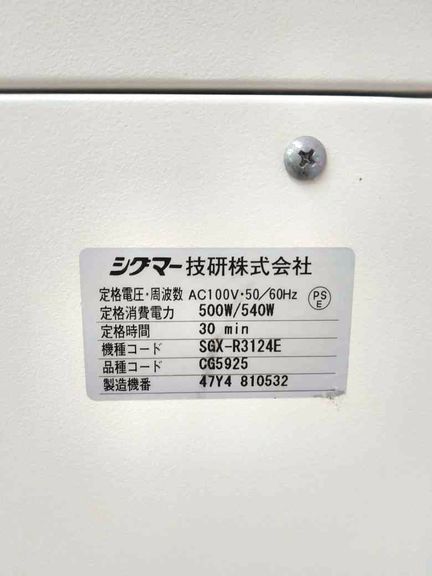 シグマー技研株式会社
定格電圧・周波数 AC100V・50/60Hz
PS
E
定格消費電力 500W/540W
定格時間 30 min
機種コード SGX-R3124E
品種コード CG5925
製造機番 47Y4 810532